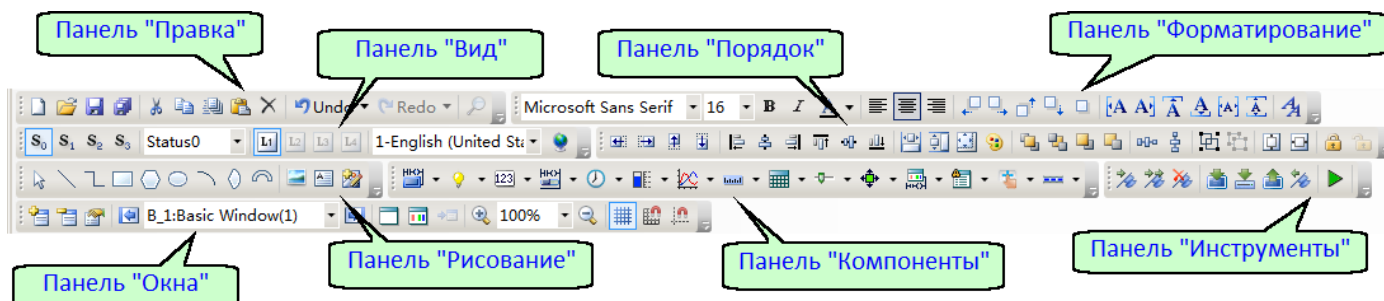 Панель "Правка"
Панель "Вид"
Панель "Порядок"
Панель "Форматирование"
Undo Redo Microsoft Sans Serif 16 B I A A A A A A A A
S0 S1 S2 S3 Status0 L1 L2 L3 L4 1-English (United Sta
123
B_1:Basic Window(1) 100%
Панель "Окна"
Панель "Рисование"
Панель "Компоненты"
Панель "Инструменты"